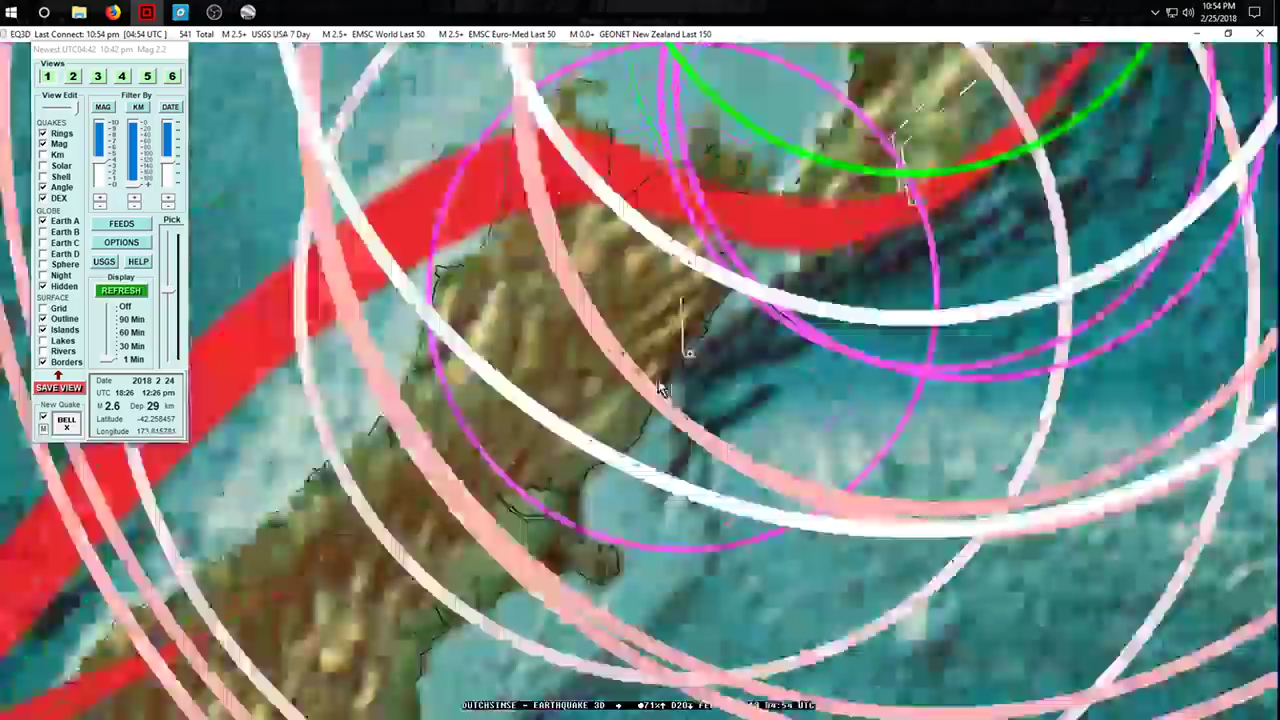 10:54 PM
2/25/2018
EQ3D Last Connect: 10:54 pm [04:54 UTC ] 541 Total M 2.5+ USGS USA 7 Day M 2.5+ EMSC World Last 50 M 2.5+ EMSC Euro-Med Last 50 M 0.0+ GEONET New Zealand Last 150
Newest UTC04:42 10:42 pm Mag 2.2
Views
1 2 3 4 5 6
View Edit
Filter By
MAG KM DATE
QUAKES
Rings
Mag
Km
Solar
Shell
Angle
DEX
GLOBE
Earth A
Earth B
Earth C
Earth D
Sphere
Night
Hidden
SURFACE
Grid
Outline
Islands
Lakes
Rivers
Borders
SAVE VIEW
New Quake
M
BELL
X
FEEDS
Pick
OPTIONS
USGS HELP
Display
REFRESH
Off
90 Min
60 Min
30 Min
1 Min
Date 2018 2 24
UTC 18:26 12:26 pm
M 2.6 Dep 29 km
Latitude -42.258457
Longitude 173.815781
DUTCHSINSE - EARTHQUAKE 3D
04:54 UTC